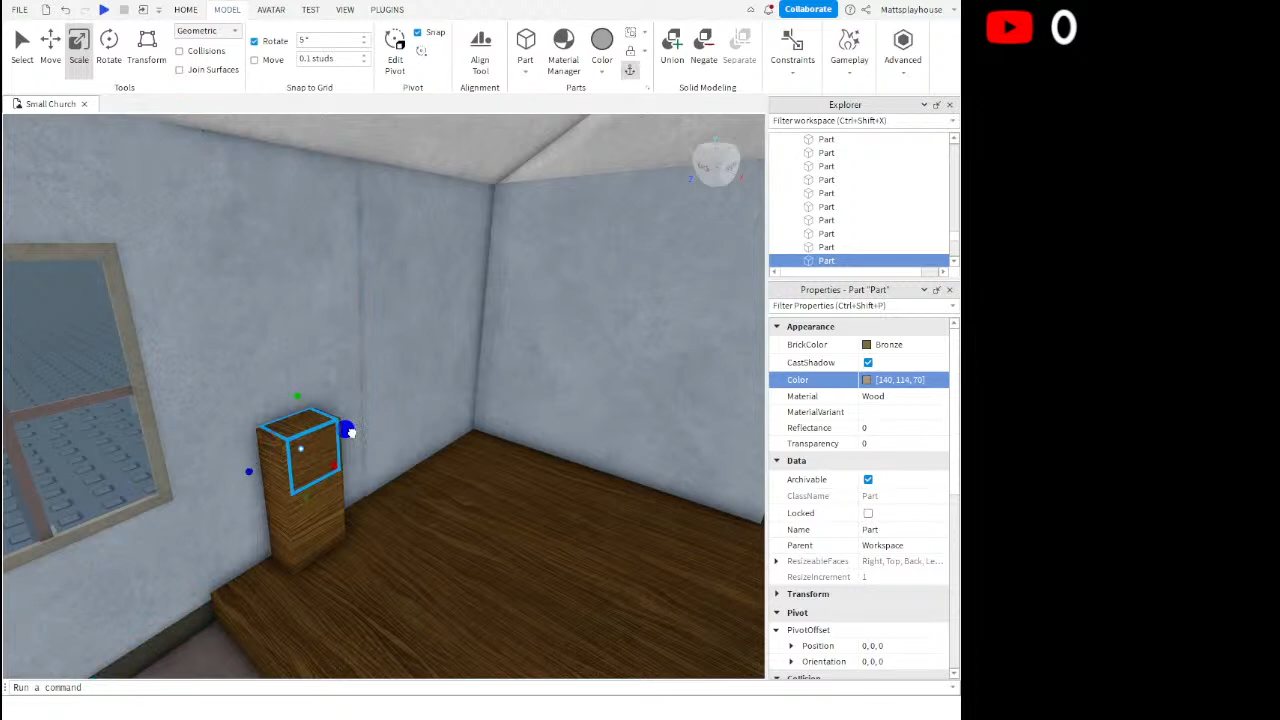 FILE HOME MODEL AVATAR TEST VIEW PLUGINS Collaborate Mattsplayhouse
0
Select Move Scale Rotate Transform
Geometric
Collisions
Join Surfaces
Tools
Rotate 5 °
Move 0.1 studs
Snap to Grid
Edit Pivot
Snap
Pivot
Align Tool
Alignment
Part
Material Manager
Color
Parts
Union Negate Separate
Solid Modeling
Constraints
Gameplay
Advanced
Small Church
Explorer
Filter workspace (Ctrl+Shift+X)
Part
Part
Part
Part
Part
Part
Part
Part
Part
Part
Properties - Part "Part"
Filter Properties (Ctrl+Shift+P)
Appearance
BrickColor Bronze
CastShadow
Color [140, 114, 70]
Material Wood
MaterialVariant
Reflectance 0
Transparency 0
Data
Archivable
ClassName Part
Locked
Name Part
Parent Workspace
ResizeableFaces Right, Top, Back, Le...
ResizeIncrement 1
Transform
Pivot
PivotOffset
Position 0, 0, 0
Orientation 0, 0, 0
Collision
Run a command